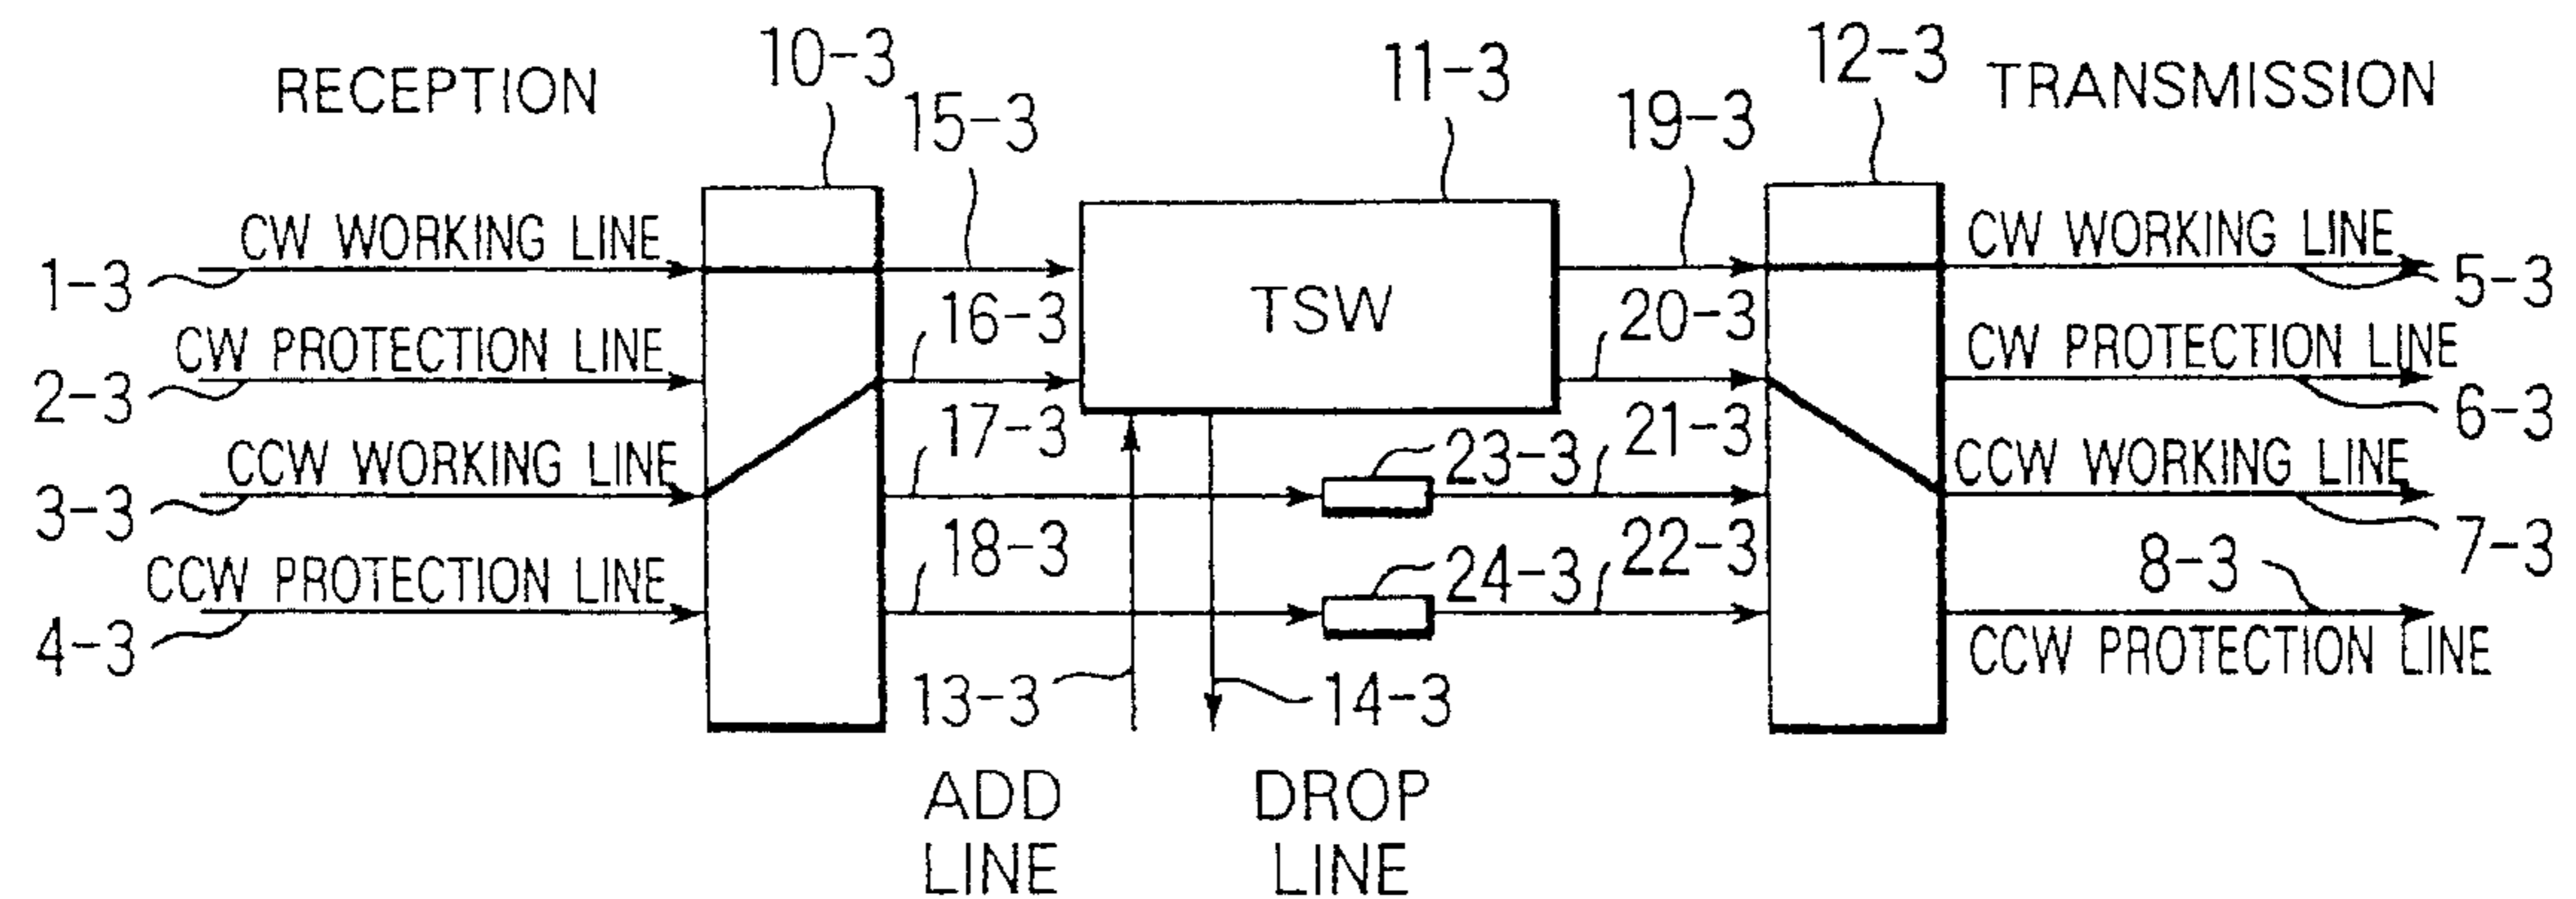 RECEPTION
10-3
15-3
11-3
19-3
12-3
TRANSMISSION
CW WORKING LINE
1-3
CW WORKING LINE
5-3
TSW
16-3
20-3
CW PROTECTION LINE
2-3
CW PROTECTION LINE
6-3
17-3
23-3
21-3
CCW WORKING LINE
3-3
CCW WORKING LINE
7-3
18-3
24-3
22-3
8-3
CCW PROTECTION LINE
4-3
CCW PROTECTION LINE
13-3
14-3
ADD
LINE
DROP
LINE